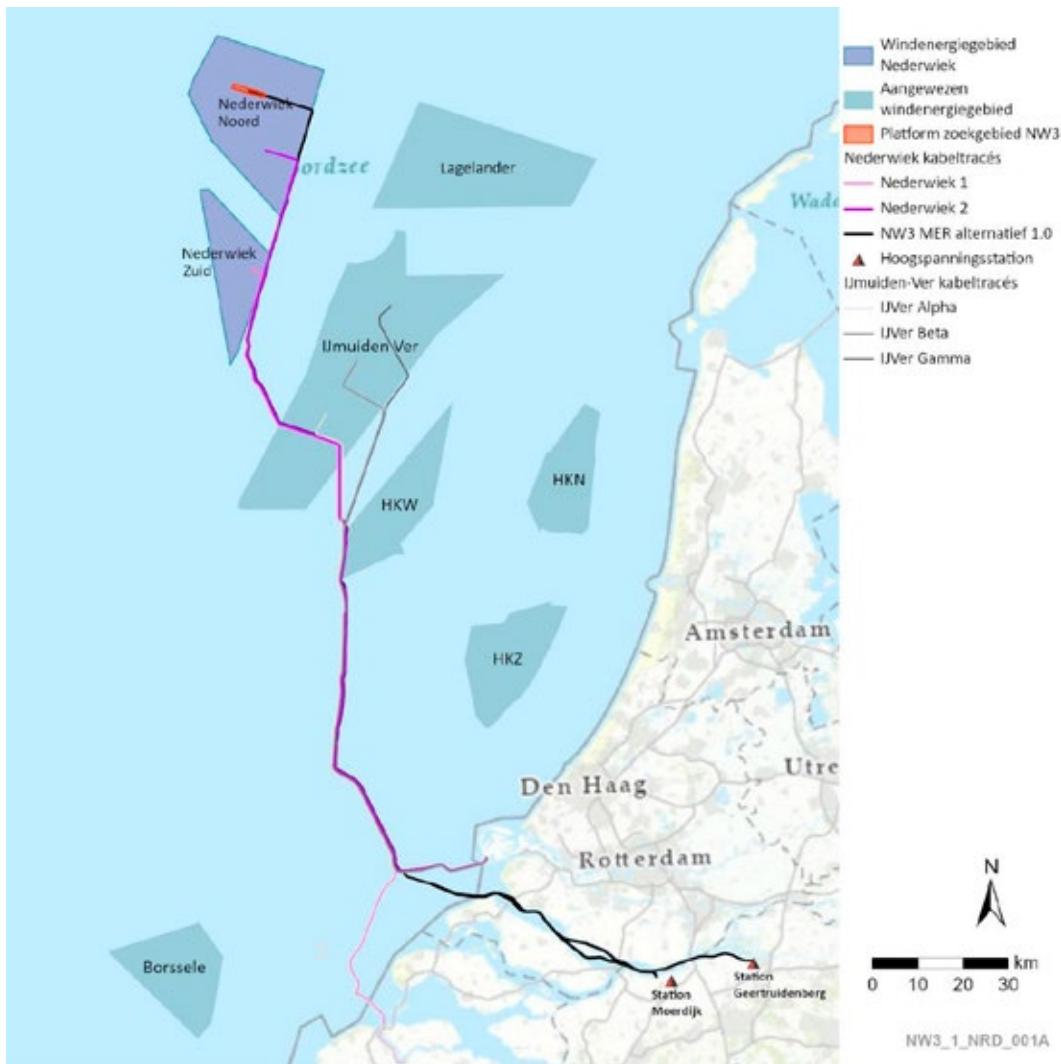 Nederwiek
Noord
ordzee
Lagelander
Wadd
Nederwiek
Zuid
IJmuiden Ver
HKW
HKN
HKZ
Amsterdam
Utre
Den Haag
Rotterdam
Borssele
Station
Moerdijk
Station
Geertruidenberg
Windenergiegebied
Nederwiek
Aangewezen
windenergiegebied
Platform zoekgebied NW3
Nederwiek kabeltracés
Nederwiek 1
Nederwiek 2
NW3 MER alternatief 1.0
Hoogspanningsstation
IJmuiden-Ver kabeltracés
IJVer Alpha
IJVer Beta
IJVer Gamma
N
km
0 10 20 30
NW3_1_NRD_001A